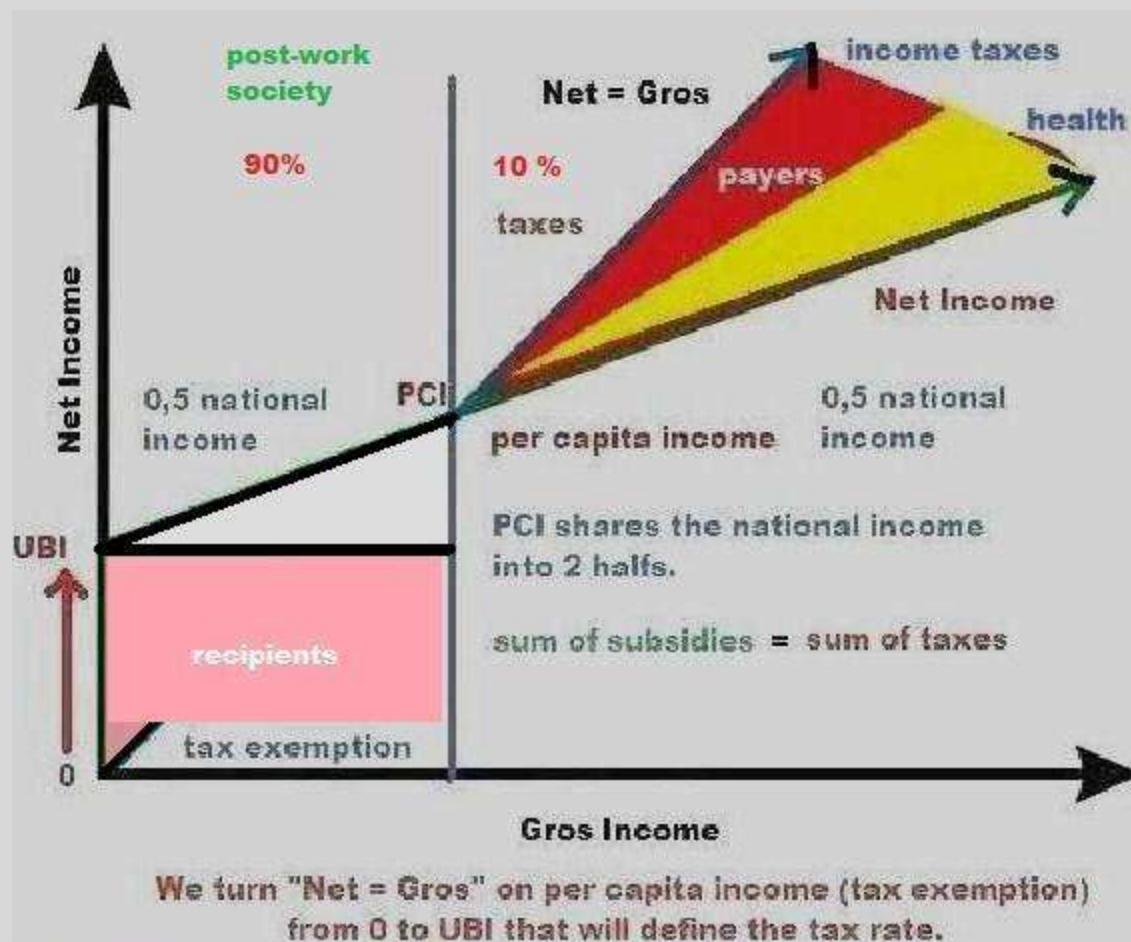 post-work
society
90%
Net = Gros
10 %
taxes
income taxes
health
payers
Net Income
Net Income
0,5 national
income
PCI
per capita income
0,5 national
income
PCI shares the national income
into 2 halfs.
UBI
recipients
sum of subsidies = sum of taxes
tax exemption
0
Gros Income
We turn "Net = Gros" on per capita income (tax exemption)
from 0 to UBI that will define the tax rate.